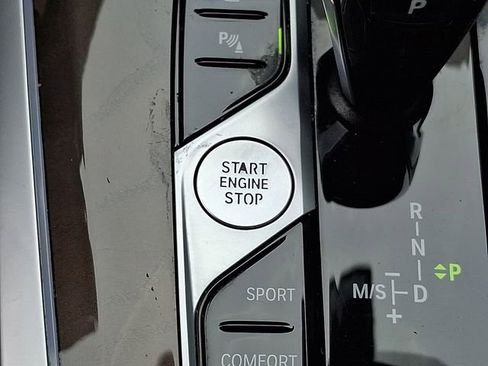 P
P
START
ENGINE
STOP
R
N
P
M/S
D
+
SPORT
COMFORT